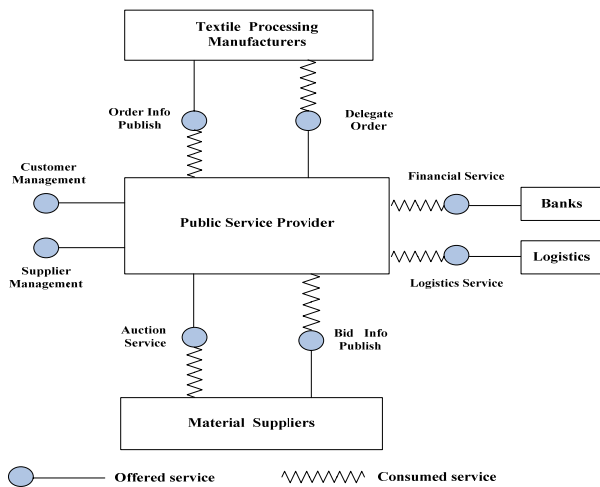 Textile Processing
Manufacturers
Order Info
Publish
Delegate
Order
Customer
Management
Financial Service
Public Service Provider
Banks
Logistics
Supplier
Management
Logistics Service
Auction
Service
Bid Info
Publish
Material Suppliers
Offered service
Consumed service